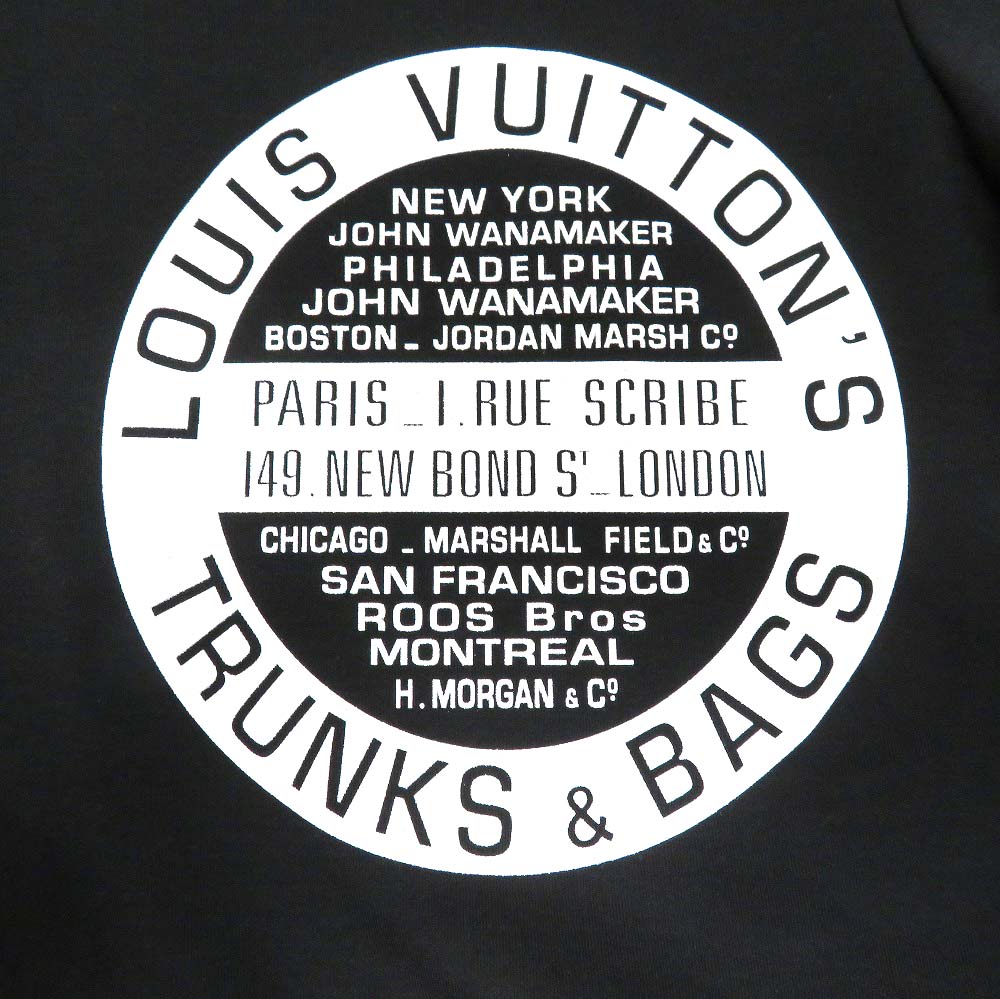 LOUIS VUITTON'S
NEW YORK
JOHN WANAMAKER
PHILADELPHIA
JOHN WANAMAKER
BOSTON _ JORDAN MARSH Cº
PARIS _ 1. RUE SCRIBE
149. NEW BOND S' _ LONDON
CHICAGO _ MARSHALL FIELD & Cº
SAN FRANCISCO
ROOS Bros
MONTREAL
H. MORGAN & Cº
TRUNKS & BAGS